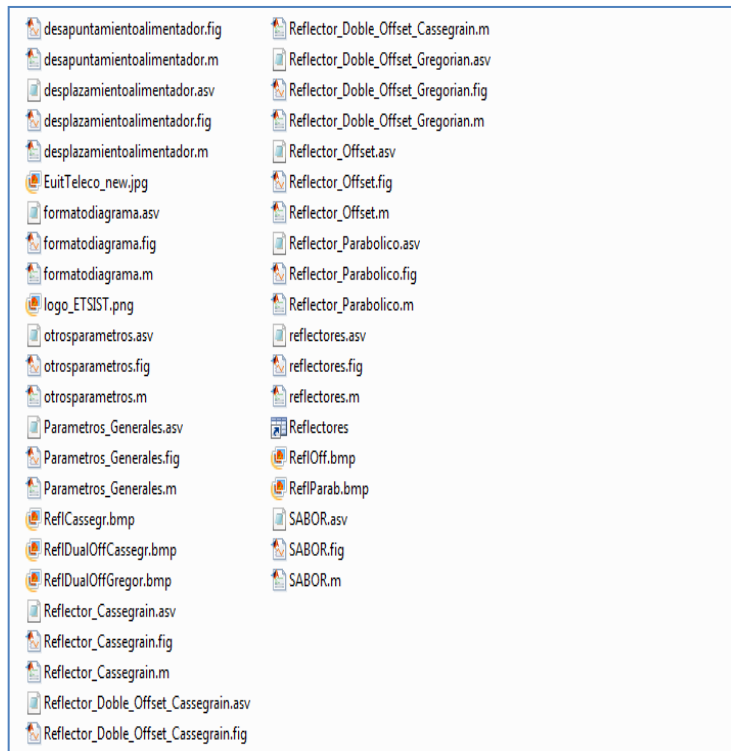 desapuntamientoalimentador.fig
desapuntamientoalimentador.m
desplazamientoalimentador.asv
desplazamientoalimentador.fig
desplazamientoalimentador.m
EuitTeleco_new.jpg
formatodiagrama.asv
formatodiagrama.fig
formatodiagrama.m
logo_ETSIST.png
otrosparametros.asv
otrosparametros.fig
otrosparametros.m
Parametros_Generales.asv
Parametros_Generales.fig
Parametros_Generales.m
ReflCassegr.bmp
ReflDualOffCassegr.bmp
ReflDualOffGregor.bmp
Reflector_Cassegrain.asv
Reflector_Cassegrain.fig
Reflector_Cassegrain.m
Reflector_Doble_Offset_Cassegrain.asv
Reflector_Doble_Offset_Cassegrain.fig
Reflector_Doble_Offset_Cassegrain.m
Reflector_Doble_Offset_Gregorian.asv
Reflector_Doble_Offset_Gregorian.fig
Reflector_Doble_Offset_Gregorian.m
Reflector_Offset.asv
Reflector_Offset.fig
Reflector_Offset.m
Reflector_Parabolico.asv
Reflector_Parabolico.fig
Reflector_Parabolico.m
reflectores.asv
reflectores.fig
reflectores.m
Reflectores
ReflOff.bmp
ReflParab.bmp
SABOR.asv
SABOR.fig
SABOR.m